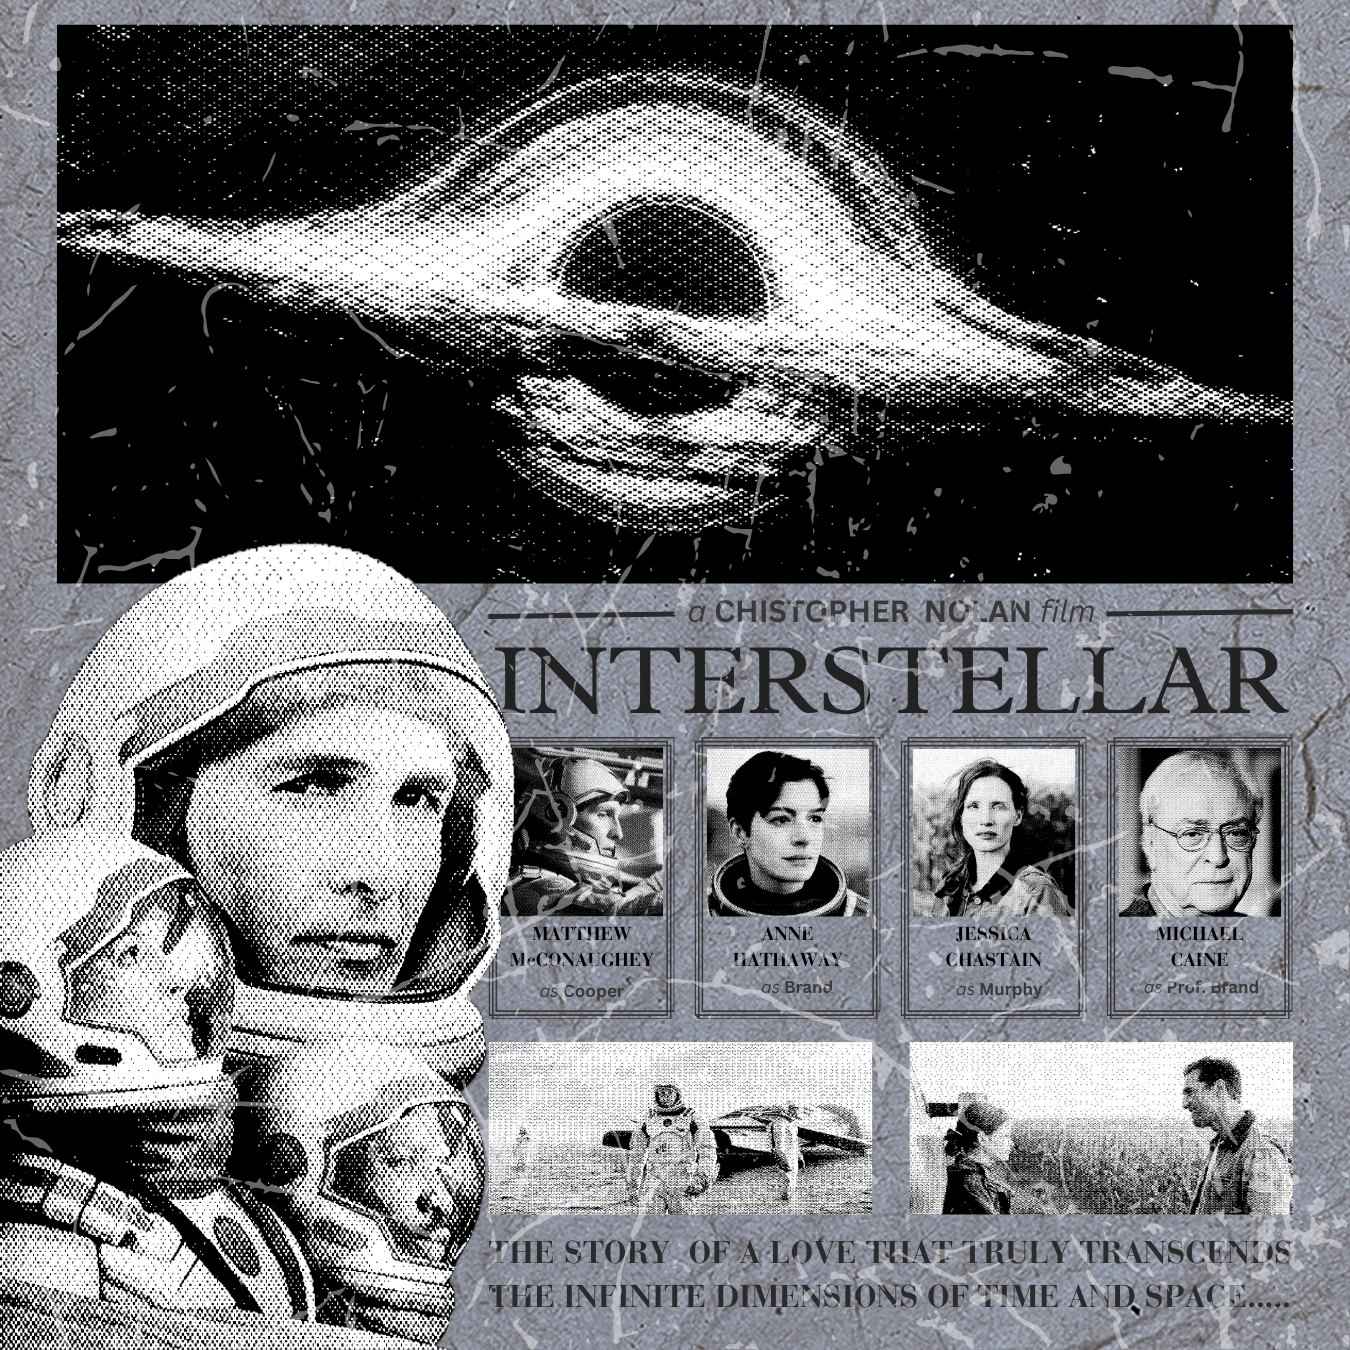 a CHISTOPHER NOLAN film
INTERSTELLAR
MATTHEW
McCONAUGHEY
as Cooper
ANNE
HATHAWAY
as Brand
JESSICA
CHASTAIN
as Murphy
MICHAEL
CAINE
as Prof. Brand
THE STORY OF A LOVE THAT TRULY TRANSCENDS
THE INFINITE DIMENSIONS OF TIME AND SPACE.....